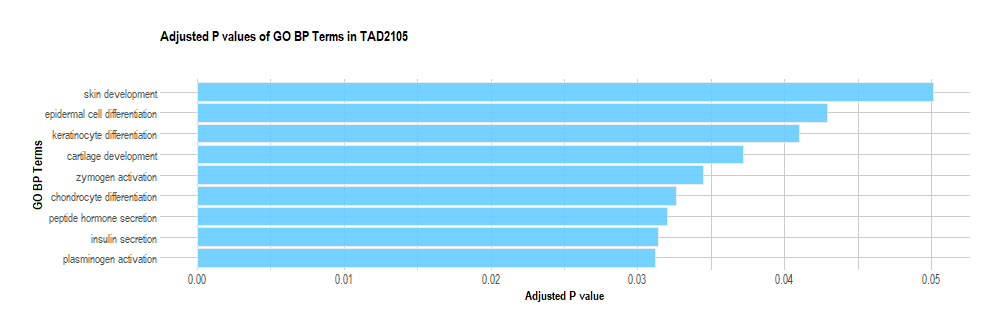 Adjusted P values of GO BP Terms in TAD2105
skin development
epidermal cell differentiation
keratinocyte differentiation
cartilage development
zymogen activation
chondrocyte differentiation
peptide hormone secretion
insulin secretion
plasminogen activation
GO BP Terms
0.00 0.01 0.02 0.03 0.04 0.05
Adjusted P value